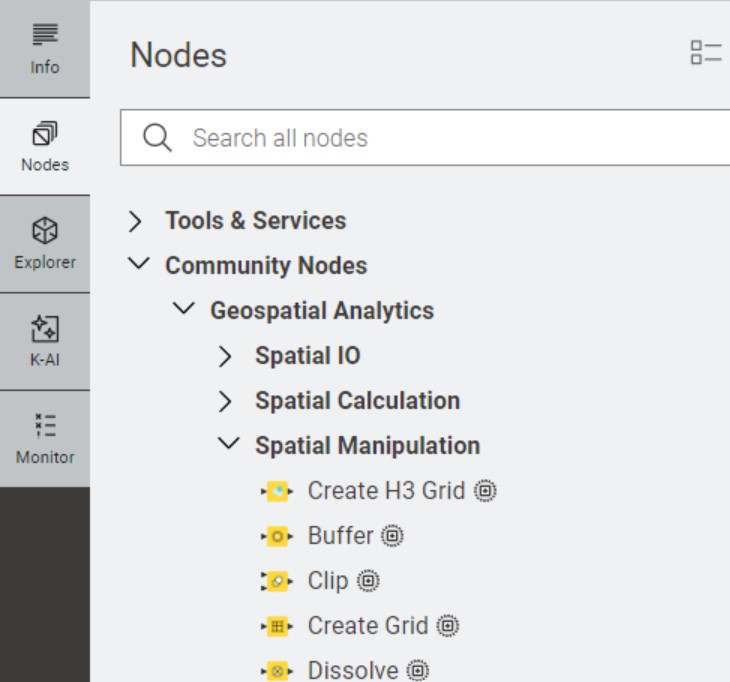 Info
Nodes
Explorer
K-AI
Monitor
Nodes
Search all nodes
Tools & Services
Community Nodes
Geospatial Analytics
Spatial IO
Spatial Calculation
Spatial Manipulation
Create H3 Grid
Buffer
Clip
Create Grid
Dissolve